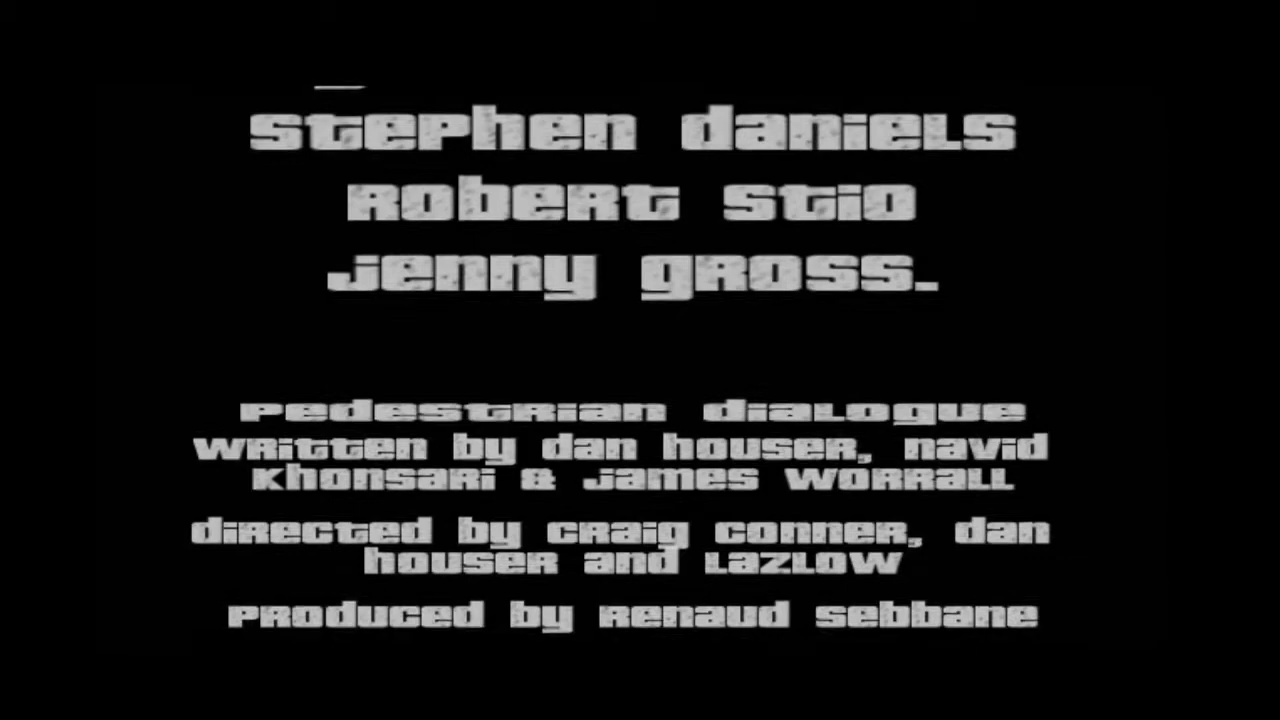 stephen daniels
Robert Stio
Jenny Gross.
Pedestrian dialogue
written by dan houser, navid
Khonsari & James Worrall
directed by Craig Conner, dan
houser and Lazlow
Produced by Renaud Sebbane